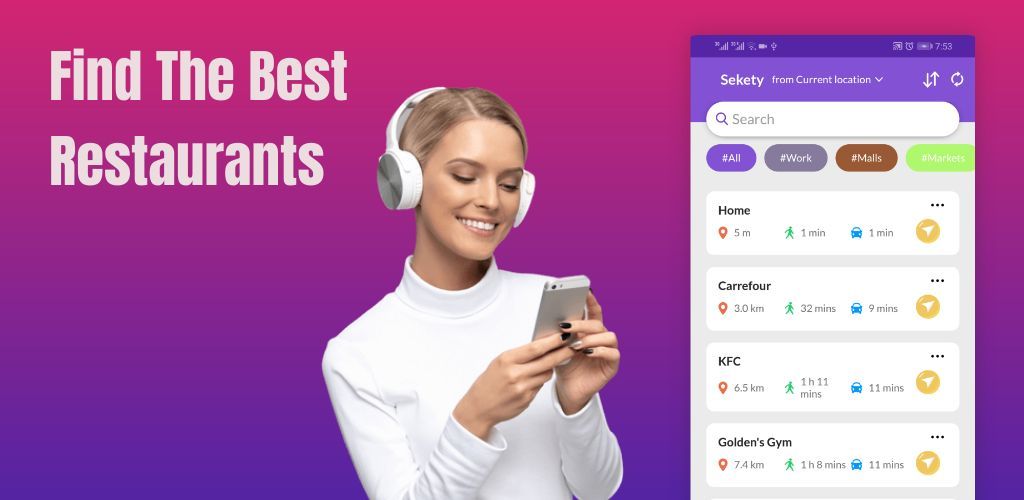 Find The Best
Restaurants
7:53
Sekety from Current location
Search
#All #Work #Malls #Markets
Home
5 m 1 min 1 min
Carrefour
3.0 km 32 mins 9 mins
KFC
6.5 km 1 h 11 mins 11 mins
Golden's Gym
7.4 km 1 h 8 mins 11 mins